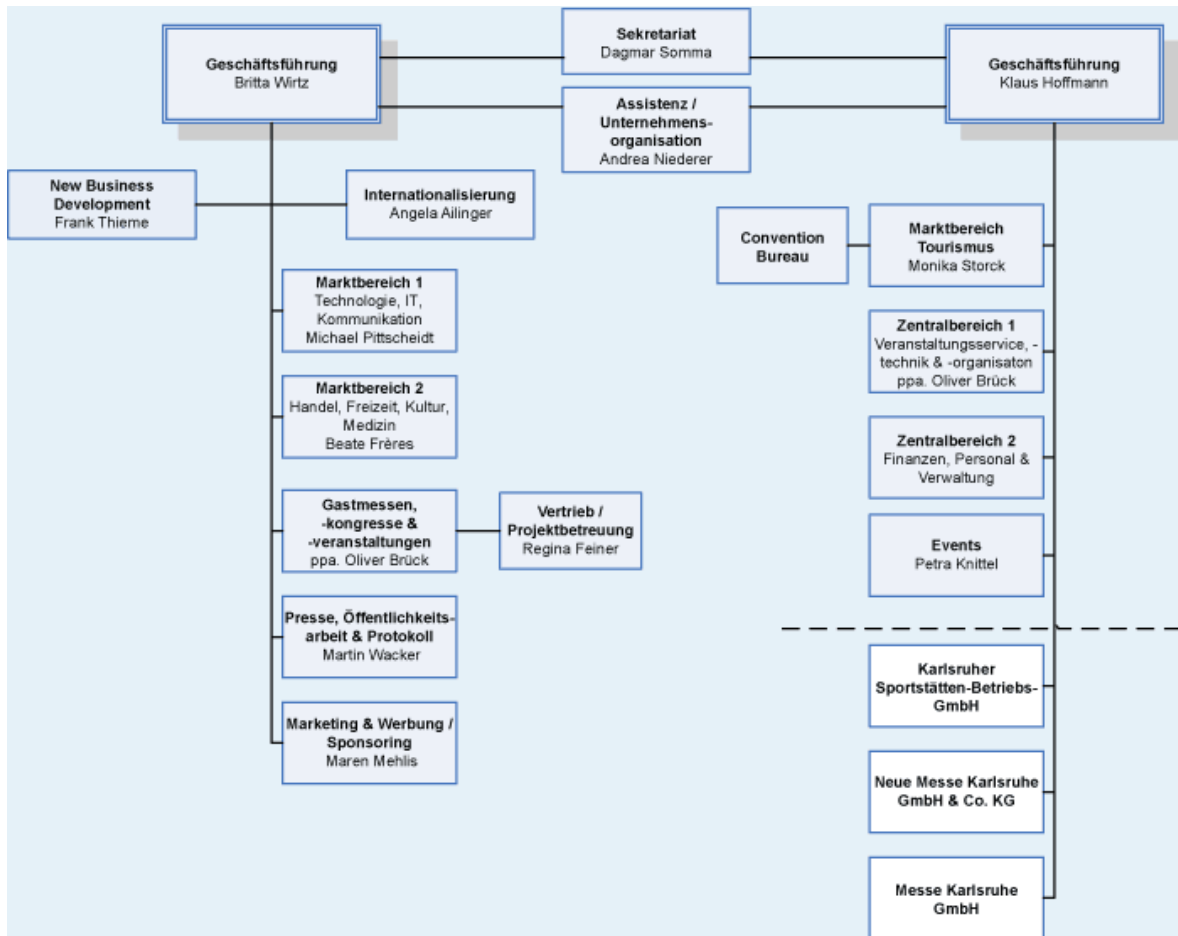 Geschäftsführung
Britta Wirtz
Sekretariat
Dagmar Somma
Geschäftsführung
Klaus Hoffmann
Assistenz /
Unternehmens-
organisation
Andrea Niederer
New Business
Development
Frank Thieme
Internationalisierung
Angela Ailinger
Convention
Bureau
Marktbereich
Tourismus
Monika Storck
Marktbereich 1
Technologie, IT,
Kommunikation
Michael Pittscheidt
Zentralbereich 1
Veranstaltungsservice, -
technik & -organisaton
ppa. Oliver Brück
Marktbereich 2
Handel, Freizeit, Kultur,
Medizin
Beate Frères
Zentralbereich 2
Finanzen, Personal &
Verwaltung
Gastmessen,
-kongresse &
-veranstaltungen
ppa. Oliver Brück
Vertrieb /
Projektbetreuung
Regina Feiner
Events
Petra Knittel
Presse, Öffentlichkeits-
arbeit & Protokoll
Martin Wacker
Karlsruher
Sportstätten-Betriebs-
GmbH
Marketing & Werbung /
Sponsoring
Maren Mehlis
Neue Messe Karlsruhe
GmbH & Co. KG
Messe Karlsruhe
GmbH